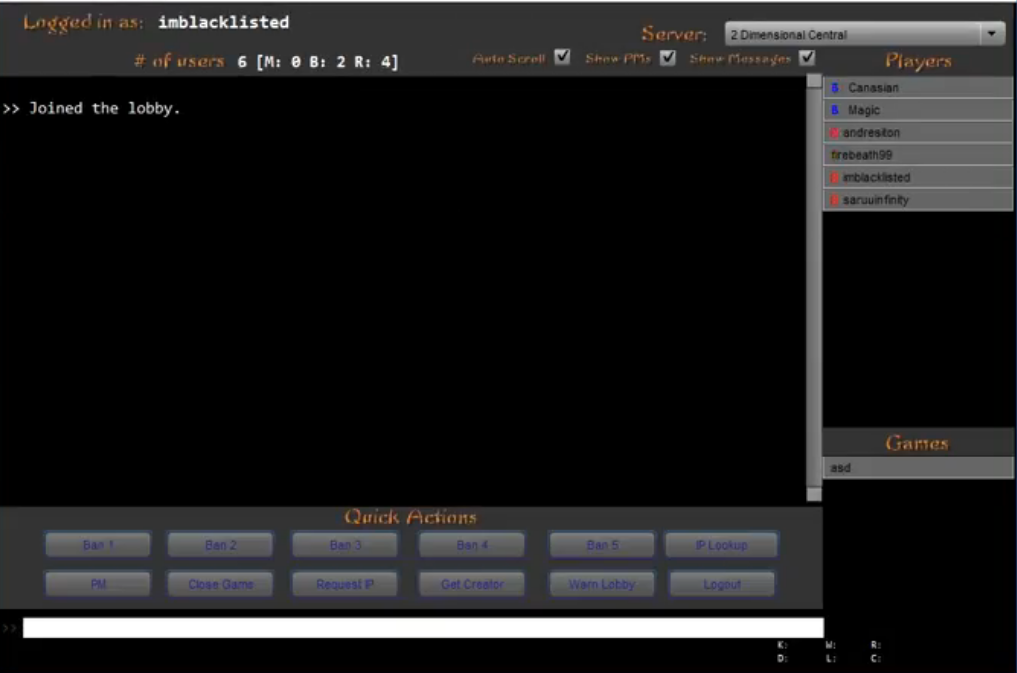 Logged in as: imblacklisted
Server: 2 Dimensional Central
# of users 6 [M: 0 B: 2 R: 4]
Auto Scroll Show PMs Show Messages
Players
>> Joined the lobby.
B Canasian
B Magic
andresiton
firebeath99
imblacklisted
saruuinfinity
Games
asd
Quick Actions
Ban 1 Ban 2 Ban 3 Ban 4 Ban 5 IP Lookup
PM Close Game Request IP Get Creator Warn Lobby Logout
>>
K: W: R:
D: L: C: